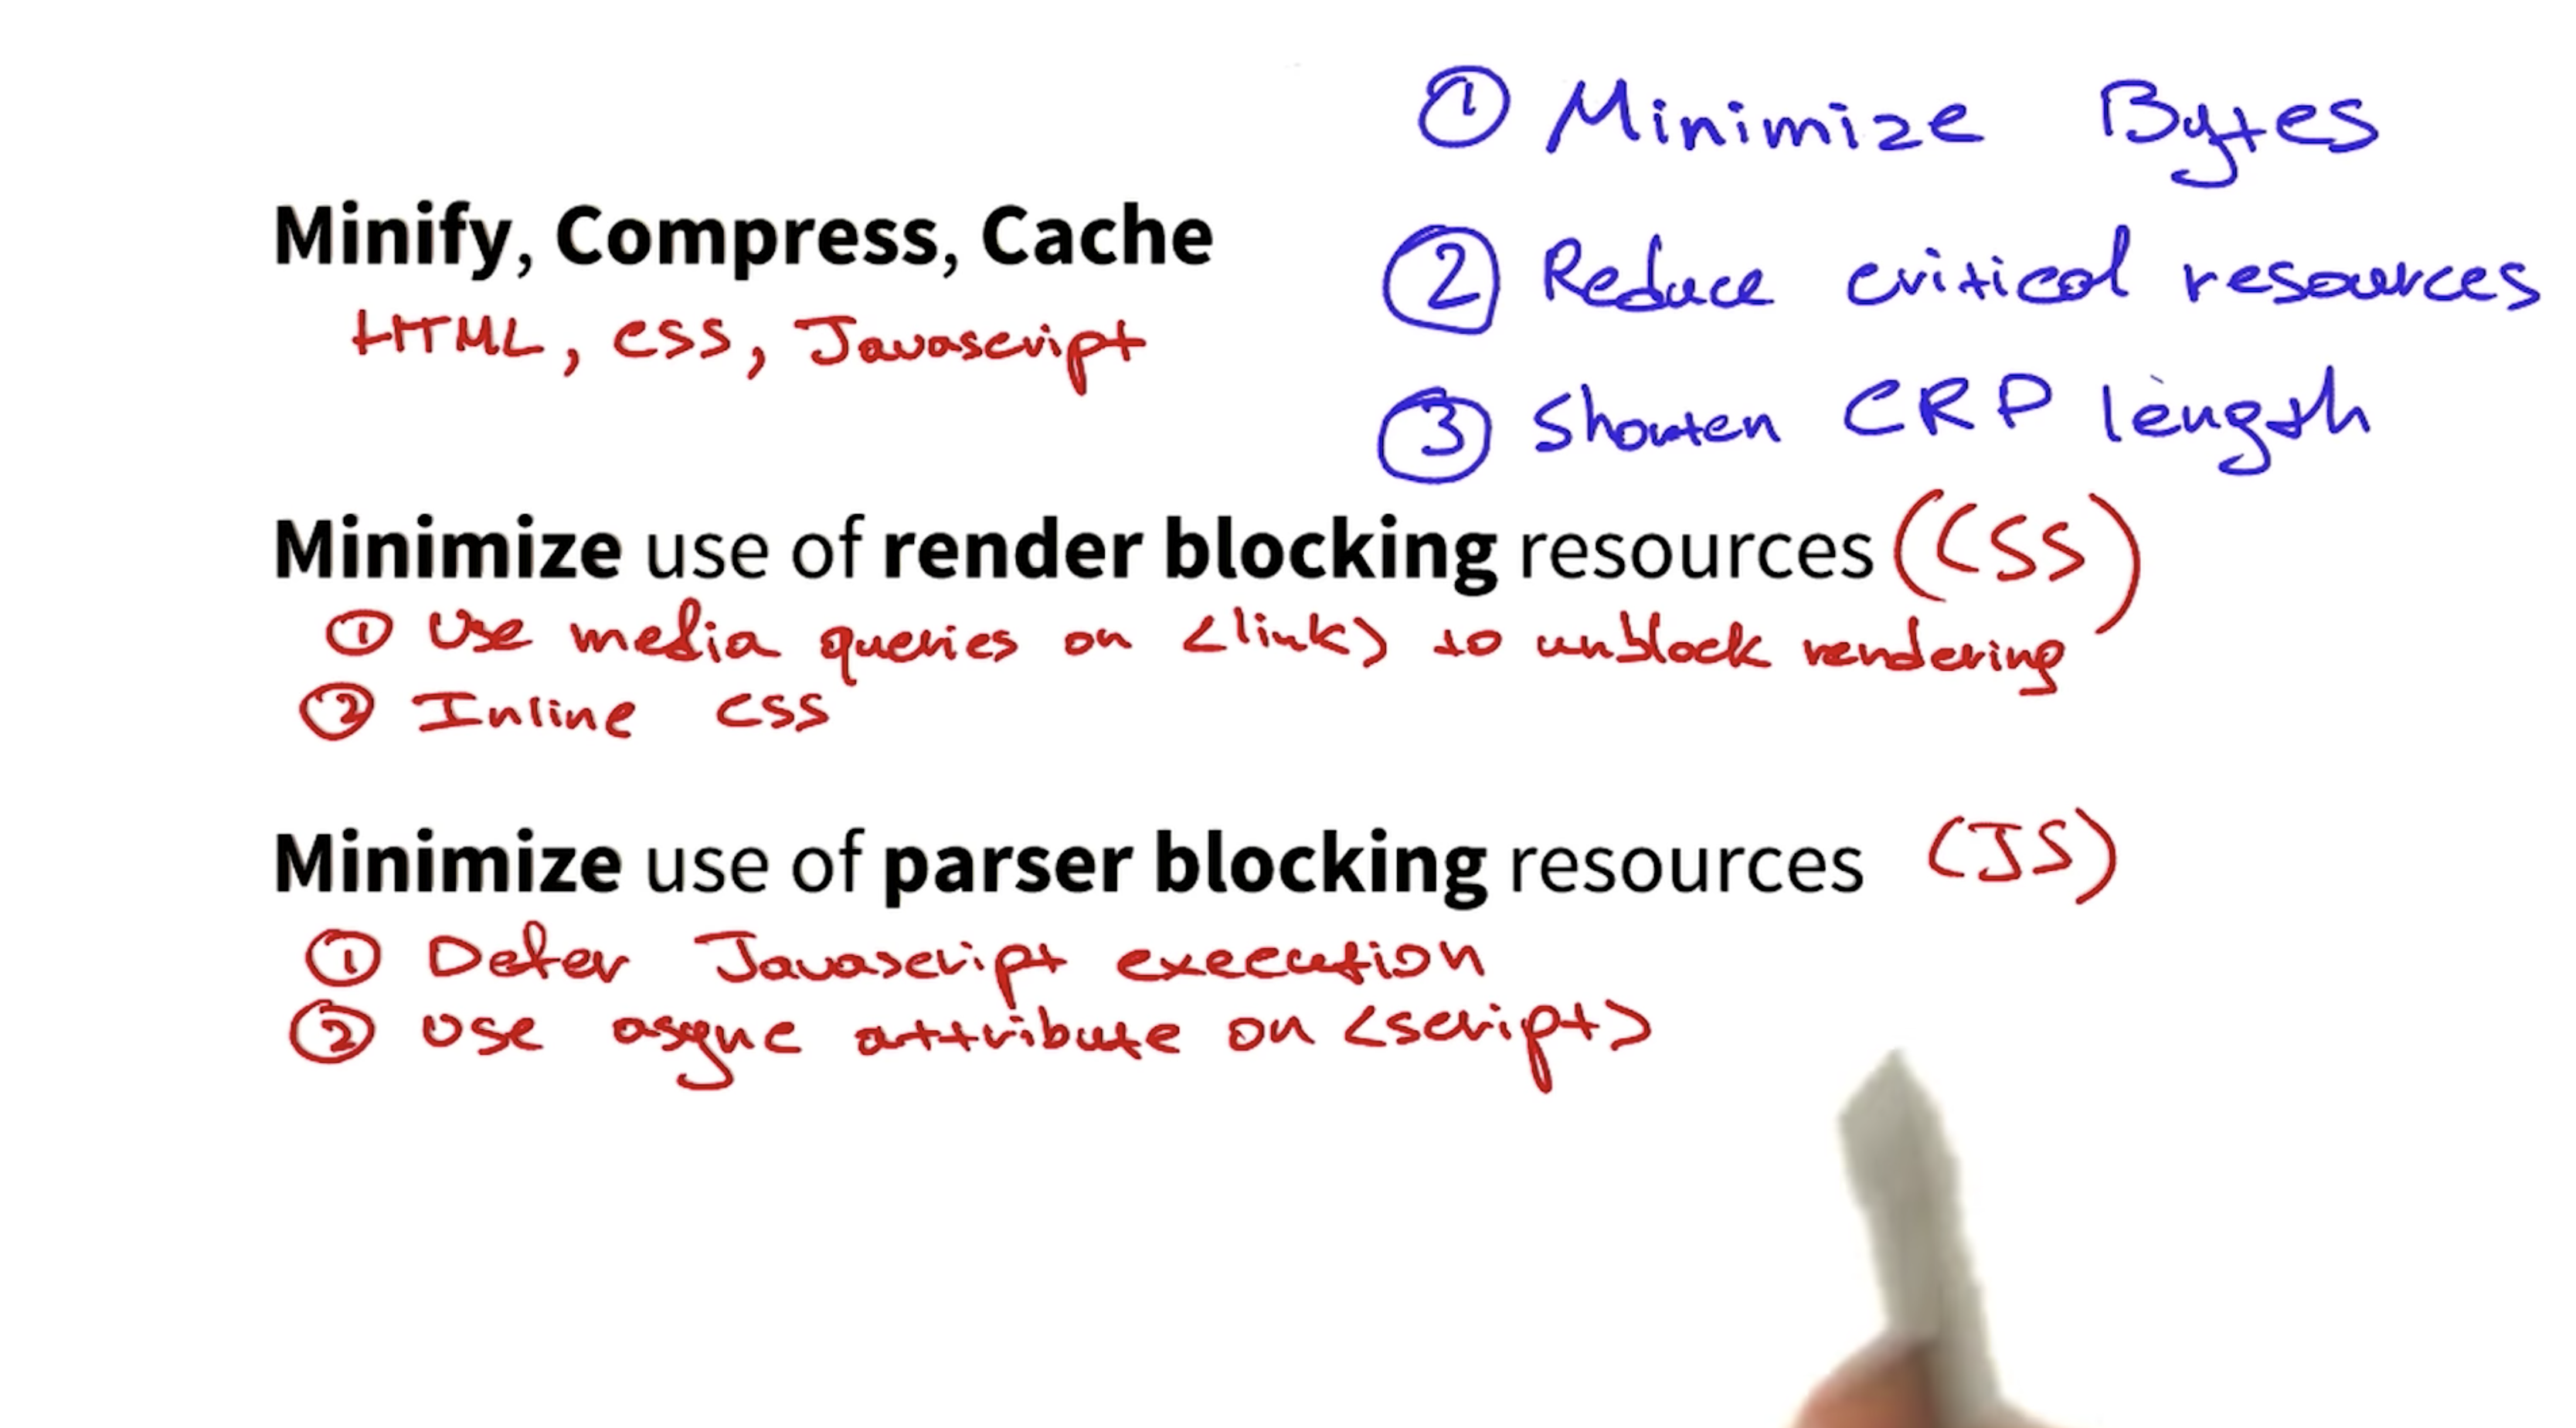 ① Minimize Bytes
Minify, Compress, Cache
② Reduce critical resources
HTML, CSS, Javascript
③ Shorten CRP length
Minimize use of render blocking resources (CSS)
① Use media queries on <link> to unblock rendering
② Inline CSS
Minimize use of parser blocking resources (JS)
① Defer Javascript execution
② Use async attribute on <script>